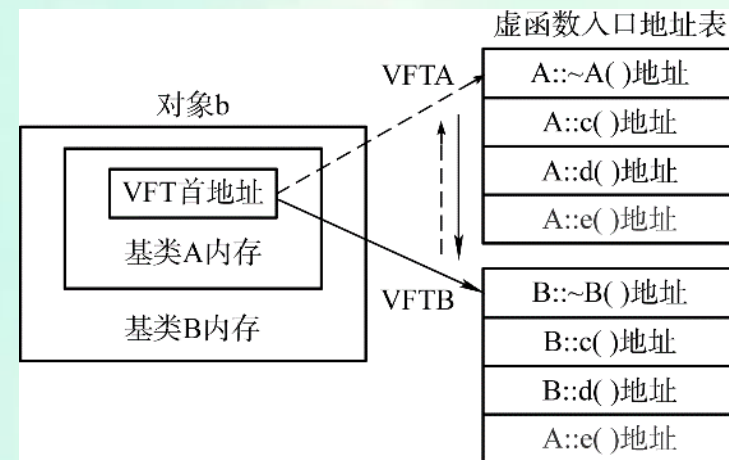 虚函数入口地址表
VFTA
A::~A( )地址
对象b
A::c( )地址
A::d( )地址
VFT首地址
A::e( )地址
基类A内存
VFTB
B::~B( )地址
基类B内存
B::c( )地址
B::d( )地址
A::e( )地址